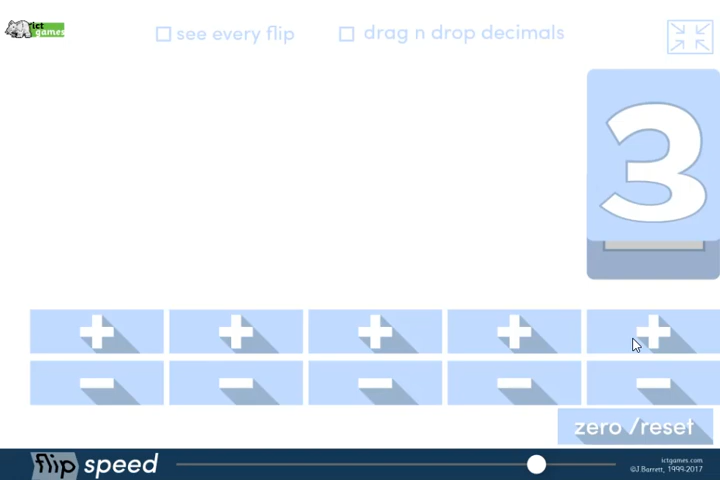 ict
games
see every flip
drag n drop decimals
3
+ + + + +
− − − − −
zero /reset
flip speed
ictgames.com
©J.Barrett, 1999-2017